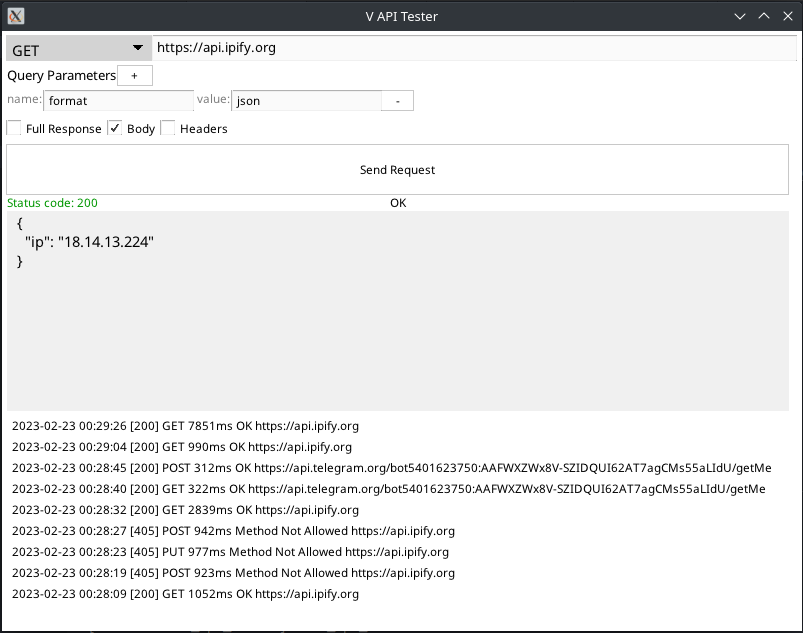 V API Tester
GET https://api.ipify.org
Query Parameters +
name: format value: json -
Full Response Body Headers
Send Request
Status code: 200 OK
{
"ip": "18.14.13.224"
}
2023-02-23 00:29:26 [200] GET 7851ms OK https://api.ipify.org
2023-02-23 00:29:04 [200] GET 990ms OK https://api.ipify.org
2023-02-23 00:28:45 [200] POST 312ms OK https://api.telegram.org/bot5401623750:AAFWXZWx8V-SZIDQUI62AT7agCMs55aLIdU/getMe
2023-02-23 00:28:40 [200] GET 322ms OK https://api.telegram.org/bot5401623750:AAFWXZWx8V-SZIDQUI62AT7agCMs55aLIdU/getMe
2023-02-23 00:28:32 [200] GET 2839ms OK https://api.ipify.org
2023-02-23 00:28:27 [405] POST 942ms Method Not Allowed https://api.ipify.org
2023-02-23 00:28:23 [405] PUT 977ms Method Not Allowed https://api.ipify.org
2023-02-23 00:28:19 [405] POST 923ms Method Not Allowed https://api.ipify.org
2023-02-23 00:28:09 [200] GET 1052ms OK https://api.ipify.org